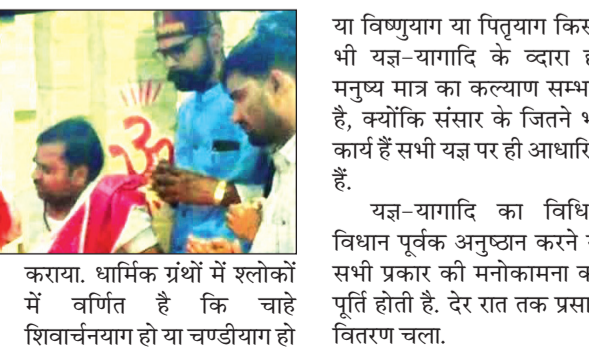 कराया. धार्मिक ग्रंथों में श्लोकों
में वर्णित है कि चाहे
शिवार्चनयाग हो या चण्डीयाग हो
या विष्णुयाग या पितृयाग
भी यज्ञ-यागादि के व्दारा
मनुष्य मात्र का कल्याण
है, क्योंकि संसार के जितने
कार्य हैं सभी यज्ञ पर ही
हैं.
यज्ञ-यागादि का
विधान पूर्वक अनुष्ठान करने
सभी प्रकार की मनोकामना
पूर्ति होती है. देर रात तक
वितरण चला.